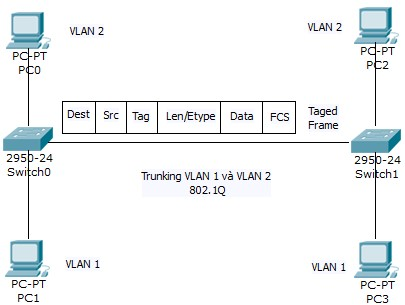 VLAN 2
PC-PT
PC0
VLAN 2
PC-PT
PC2
Dest Src Tag Len/Etype Data FCS
Taged
Frame
2950-24
Switch0
2950-24
Switch1
Trunking VLAN 1 và VLAN 2
802.1Q
VLAN 1
PC-PT
PC1
VLAN 1
PC-PT
PC3